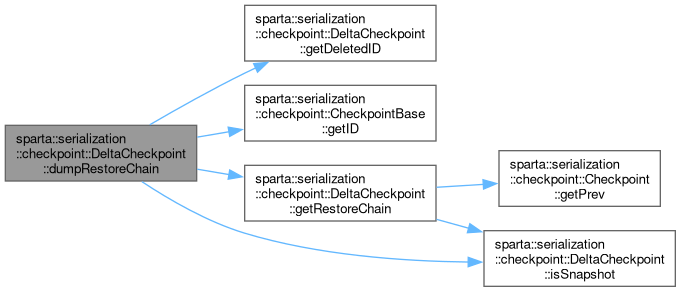 sparta::serialization
::checkpoint::DeltaCheckpoint
::dumpRestoreChain
sparta::serialization
::checkpoint::DeltaCheckpoint
::getDeletedID
sparta::serialization
::checkpoint::CheckpointBase
::getID
sparta::serialization
::checkpoint::DeltaCheckpoint
::getRestoreChain
sparta::serialization
::checkpoint::Checkpoint
::getPrev
sparta::serialization
::checkpoint::DeltaCheckpoint
::isSnapshot